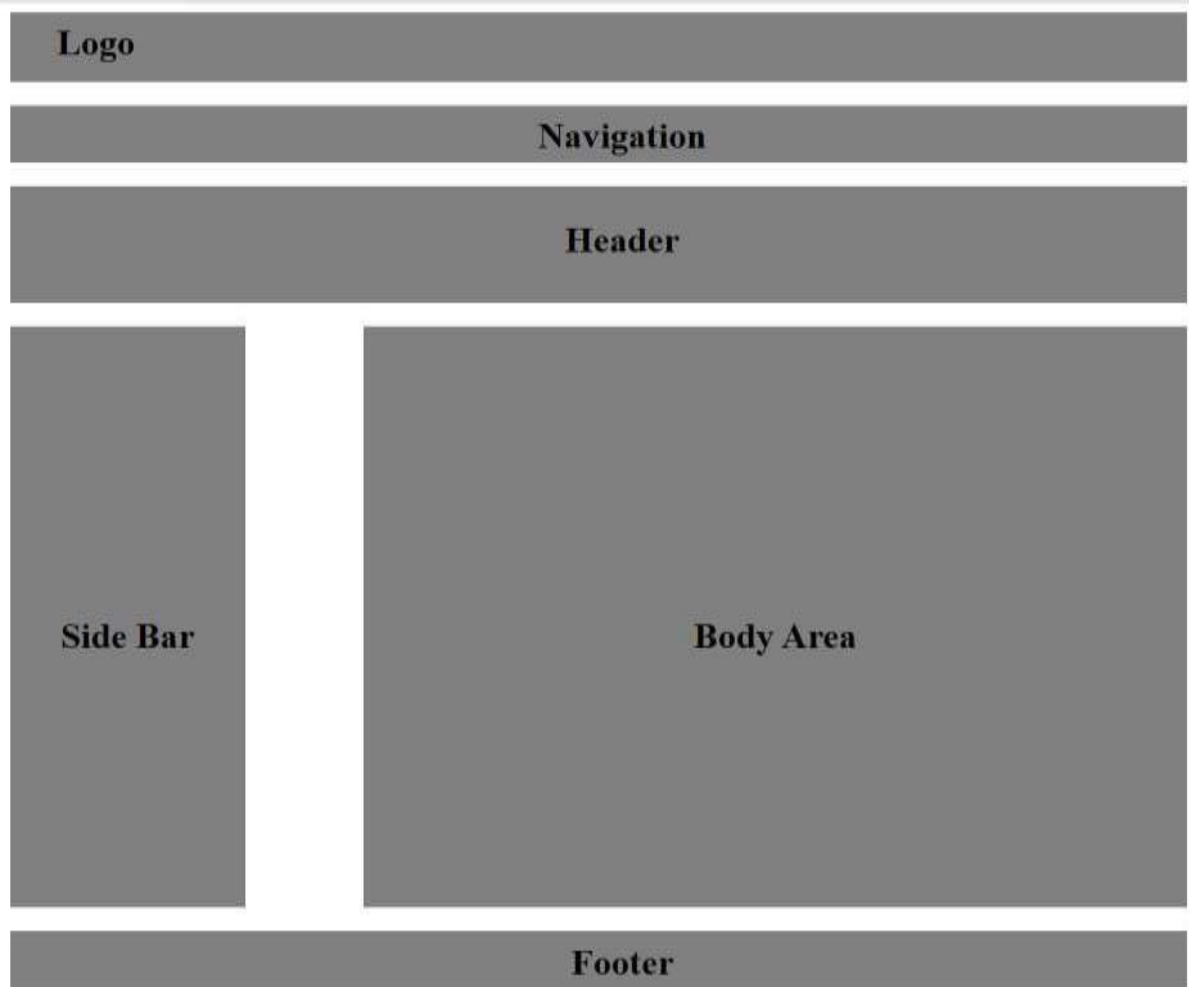 Logo
Navigation
Header
Side Bar
Body Area
Footer